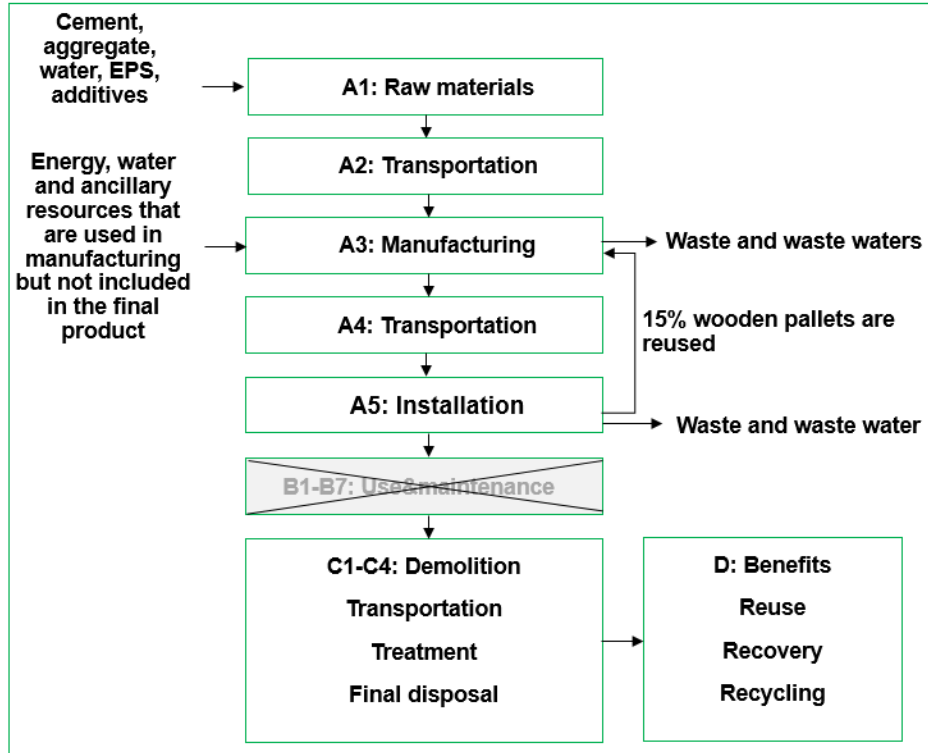 Cement,
aggregate,
water, EPS,
additives
A1: Raw materials
A2: Transportation
Energy, water
and ancillary
resources that
are used in
manufacturing
but not included
in the final
product
A3: Manufacturing
Waste and waste waters
A4: Transportation
15% wooden pallets are
reused
A5: Installation
Waste and waste water
B1-B7: Use&maintenance
C1-C4: Demolition
Transportation
Treatment
Final disposal
D: Benefits
Reuse
Recovery
Recycling